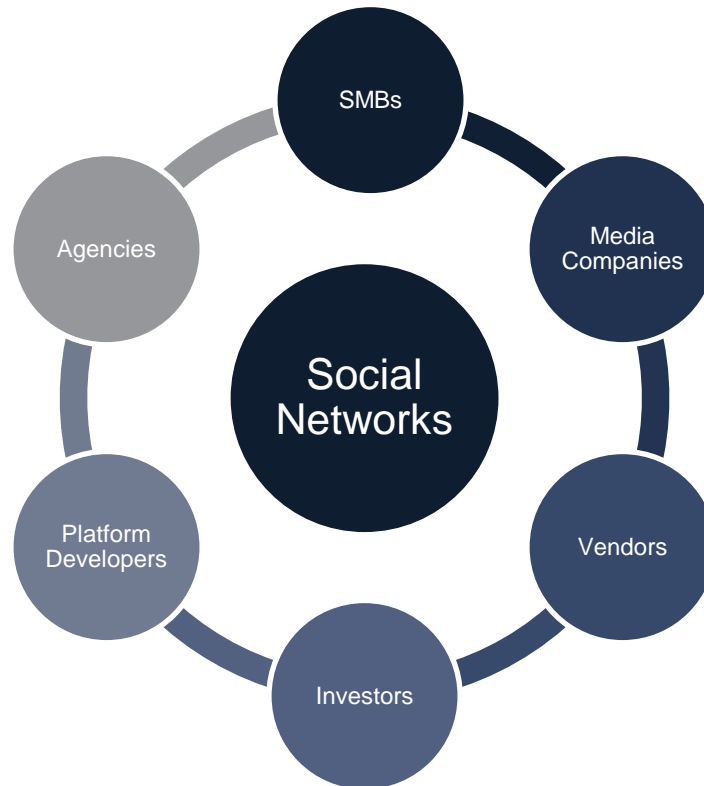 SMBs
Media
Companies
Agencies
Social
Networks
Platform
Developers
Vendors
Investors